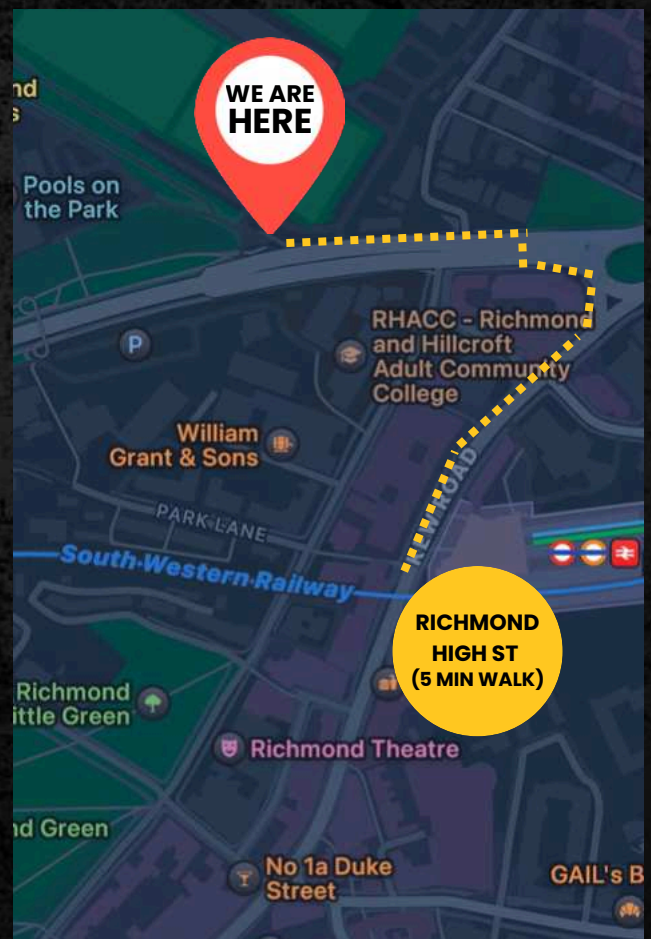 WE ARE
HERE
nd
s
Pools on
the Park
RHACC - Richmond
and Hillcroft
Adult Community
College
P
William
Grant & Sons
PARK LANE
KEW ROAD
South Western Railway
RICHMOND
HIGH ST
(5 MIN WALK)
Richmond
ittle Green
Richmond Theatre
nd Green
No 1a Duke
Street
GAIL's B